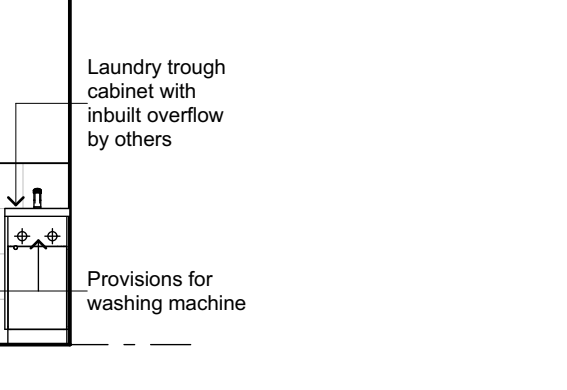 Laundry trough
cabinet with
inbuilt overflow
by others
Provisions for
washing machine